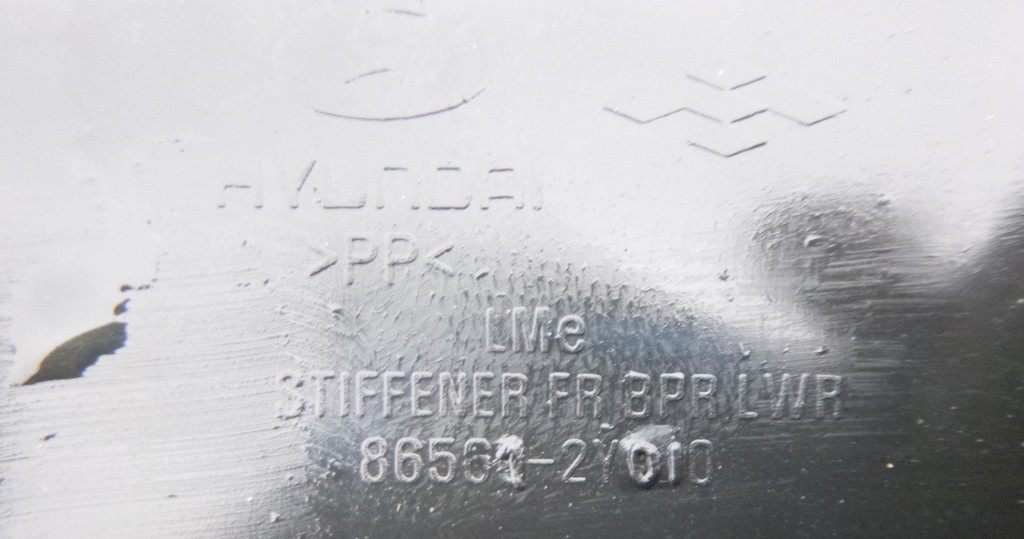 HYUNDAI
>PP<
LMe
STIFFENER FR BPR LWR